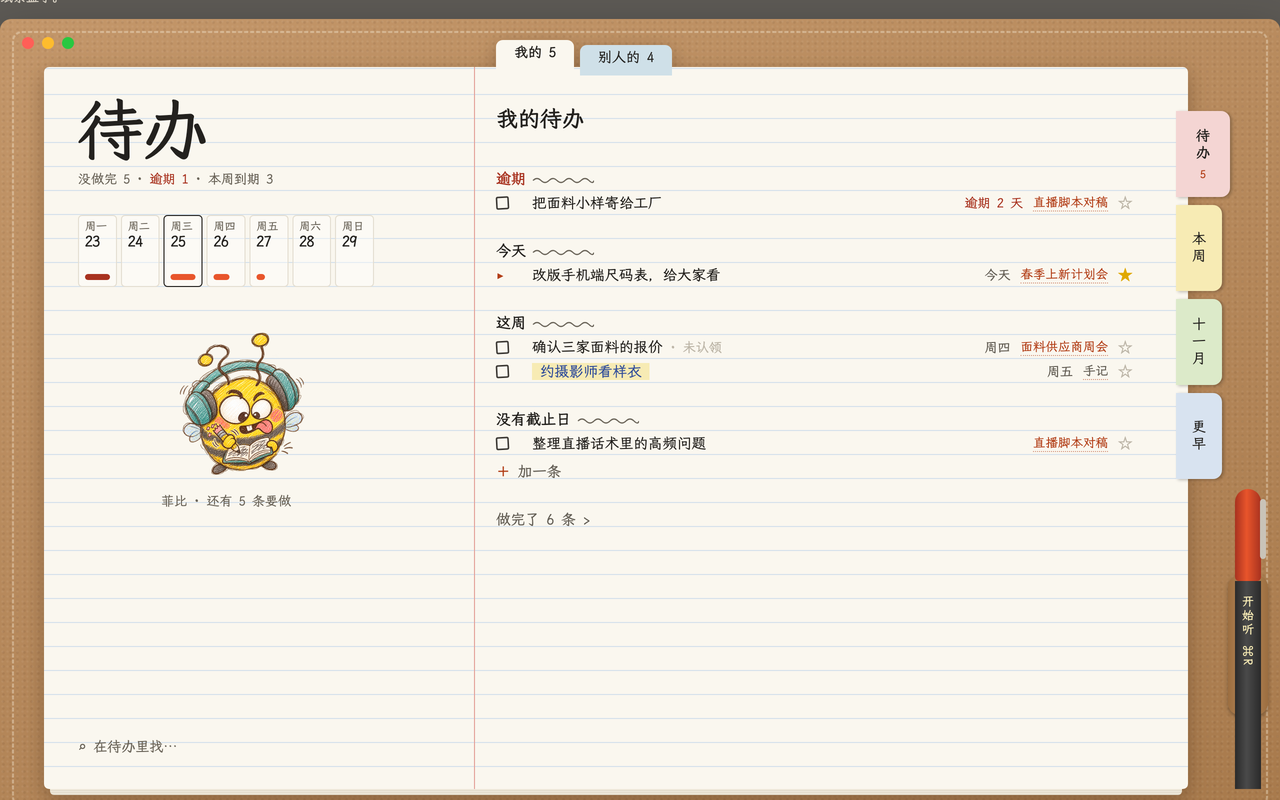 我的 5
别人的 4
待办
没做完 5 · 逾期 1 · 本周到期 3
周一 周二 周三 周四 周五 周六 周日
23 24 25 26 27 28 29
菲比 · 还有 5 条要做
在待办里找…
我的待办
逾期
把面料小样寄给工厂 逾期 2 天 直播脚本对稿 ☆
今天
改版手机端尺码表，给大家看 今天 春季上新计划会 ★
这周
确认三家面料的报价 · 未认领 周四 面料供应商周会 ☆
约摄影师看样衣 周五 手记 ☆
没有截止日
整理直播话术里的高频问题 直播脚本对稿 ☆
+ 加一条
做完了 6 条 >
待办
5
本周
十一月
更早
开始听 ⌘R